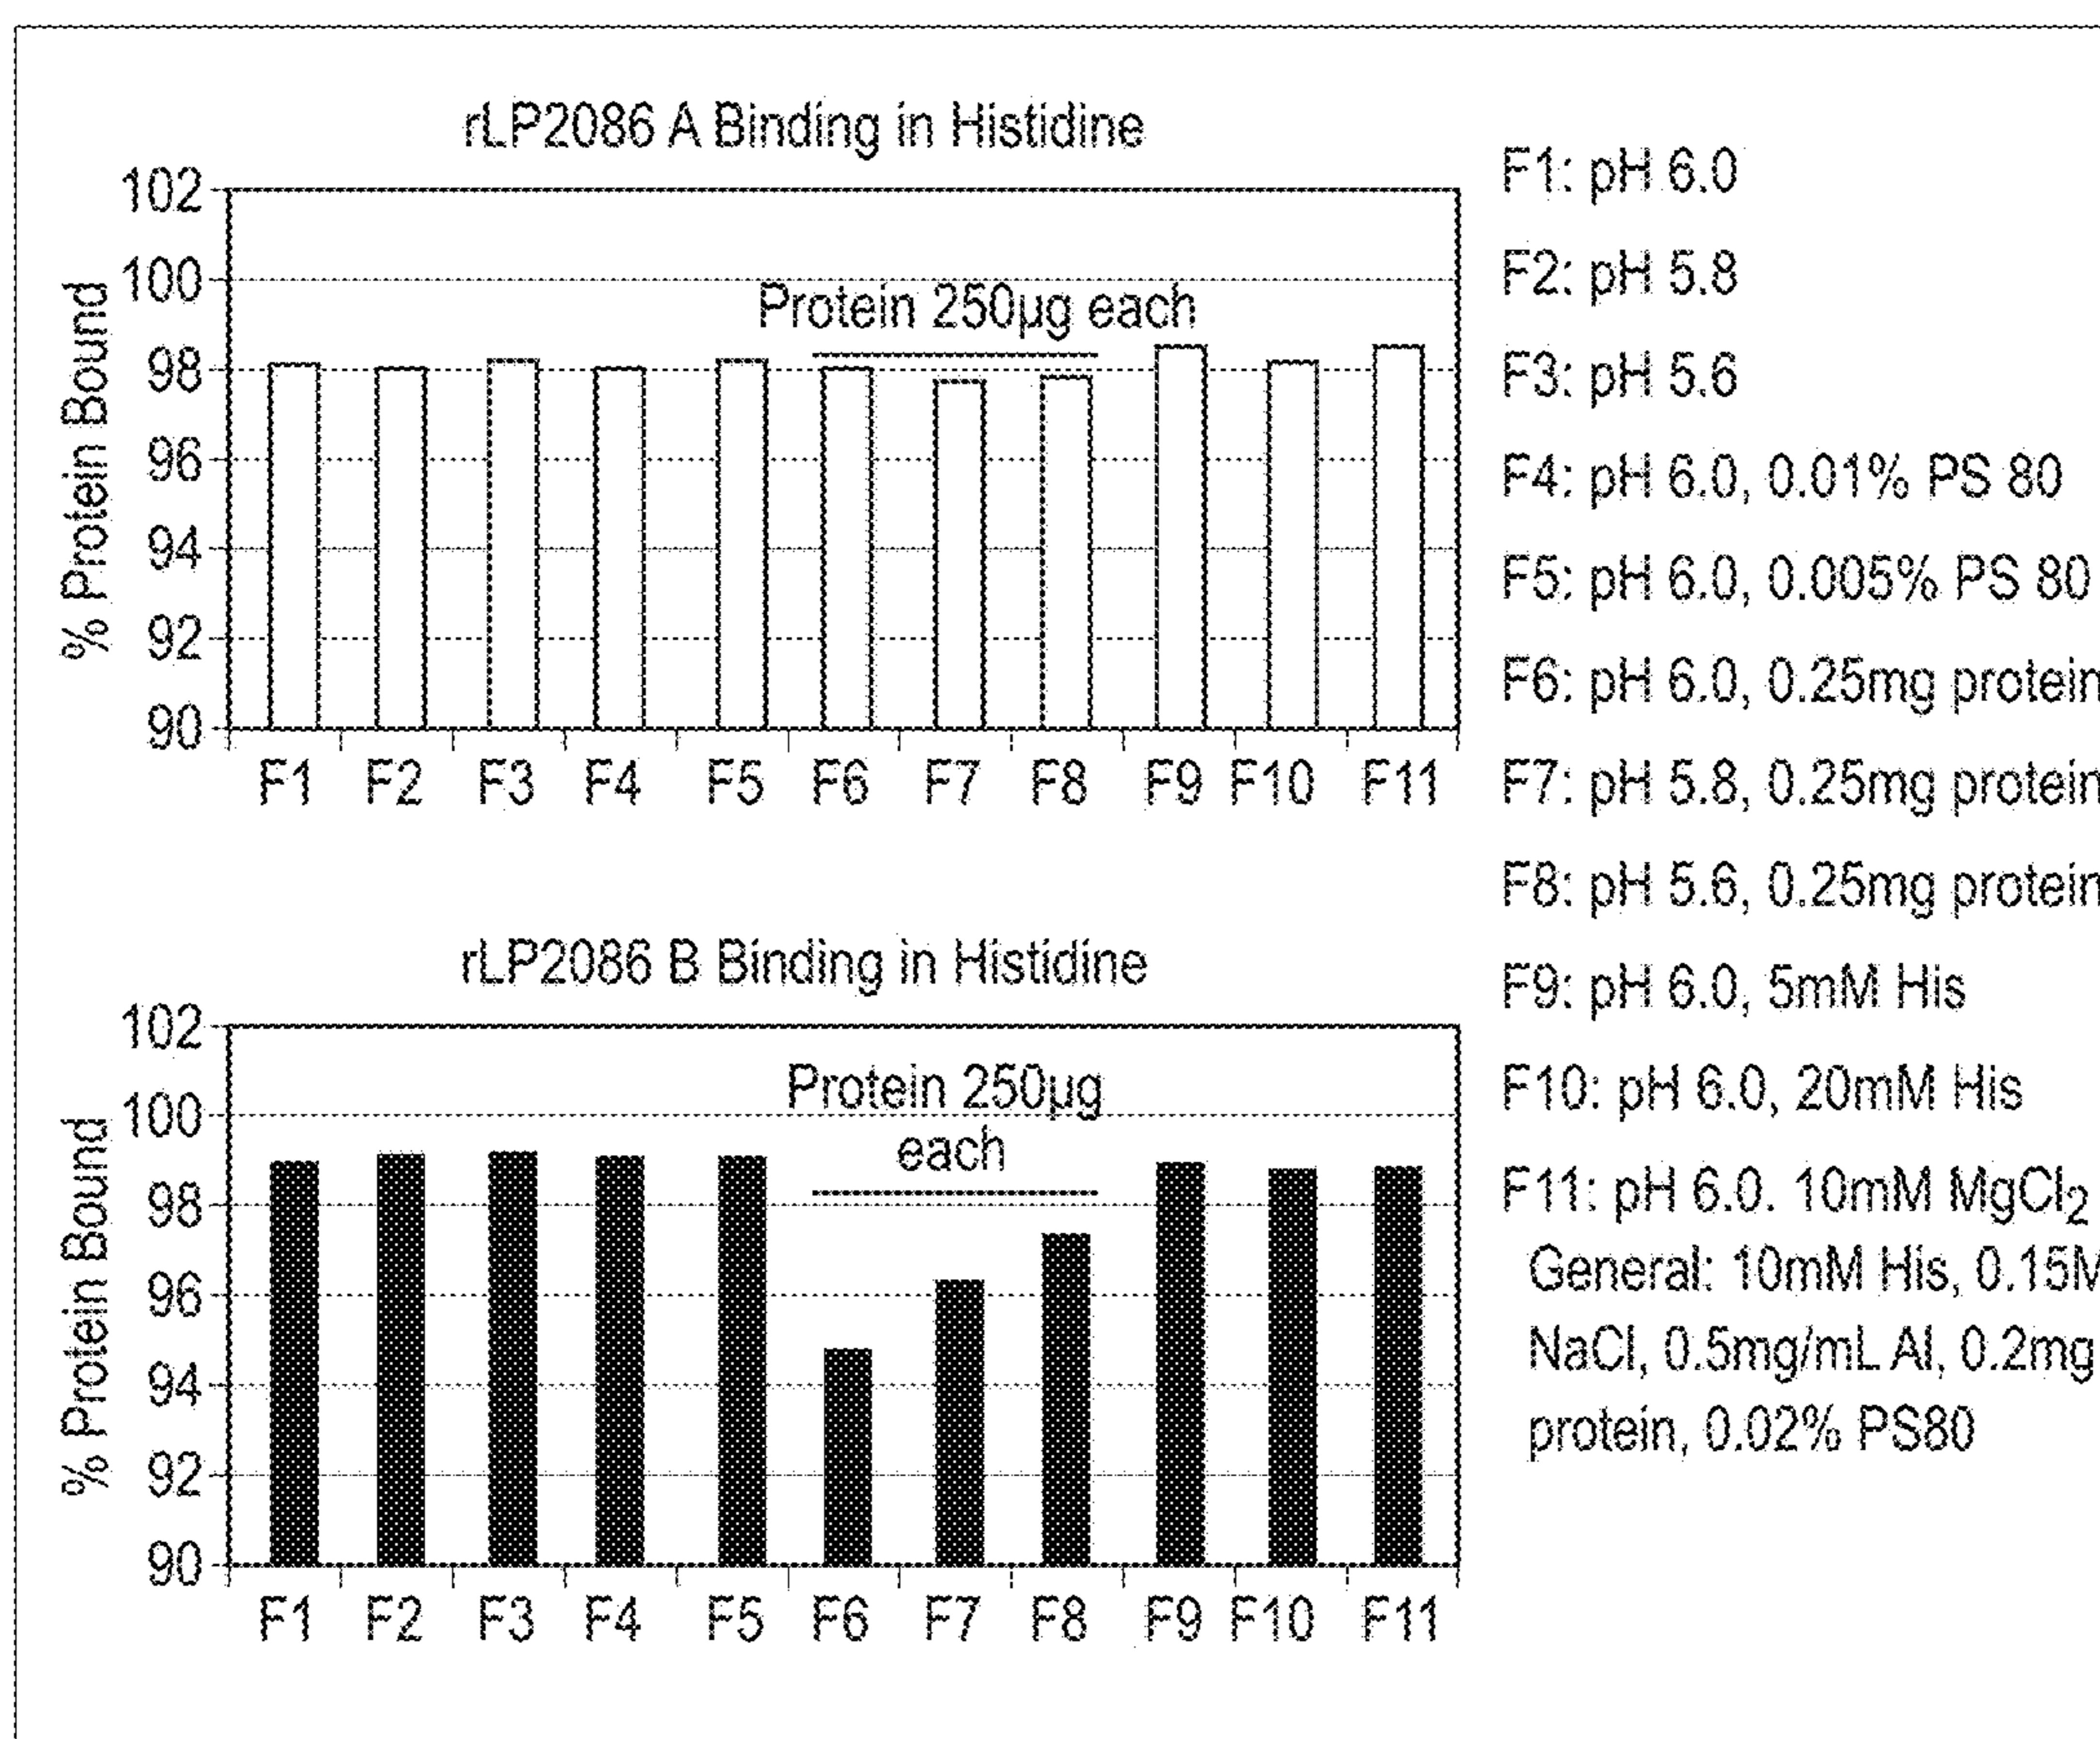 rLP2086 A Binding in Histidine
102
100
98
96
94
92
90
% Protein Bound
Protein 250µg each
F1 F2 F3 F4 F5 F6 F7 F8 F9 F10 F11
rLP2086 B Binding in Histidine
102
100
98
96
94
92
90
% Protein Bound
Protein 250µg
each
F1 F2 F3 F4 F5 F6 F7 F8 F9 F10 F11
F1: pH 6.0
F2: pH 5.8
F3: pH 5.6
F4: pH 6.0, 0.01% PS 80
F5: pH 6.0, 0.005% PS 80
F6: pH 6.0, 0.25mg protein
F7: pH 5.8, 0.25mg protein
F8: pH 5.6, 0.25mg protein
F9: pH 6.0, 5mM His
F10: pH 6.0, 20mM His
F11: pH 6.0. 10mM MgCl₂
General: 10mM His, 0.15M
NaCl, 0.5mg/mL Al, 0.2mg
protein, 0.02% PS80